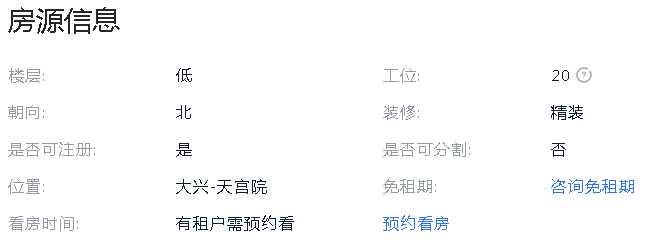 房源信息
楼层: 低 工位: 20 ?
朝向: 北 装修: 精装
是否可注册: 是 是否可分割: 否
位置: 大兴-天宫院 免租期: 咨询免租期
看房时间: 有租户需预约看 预约看房